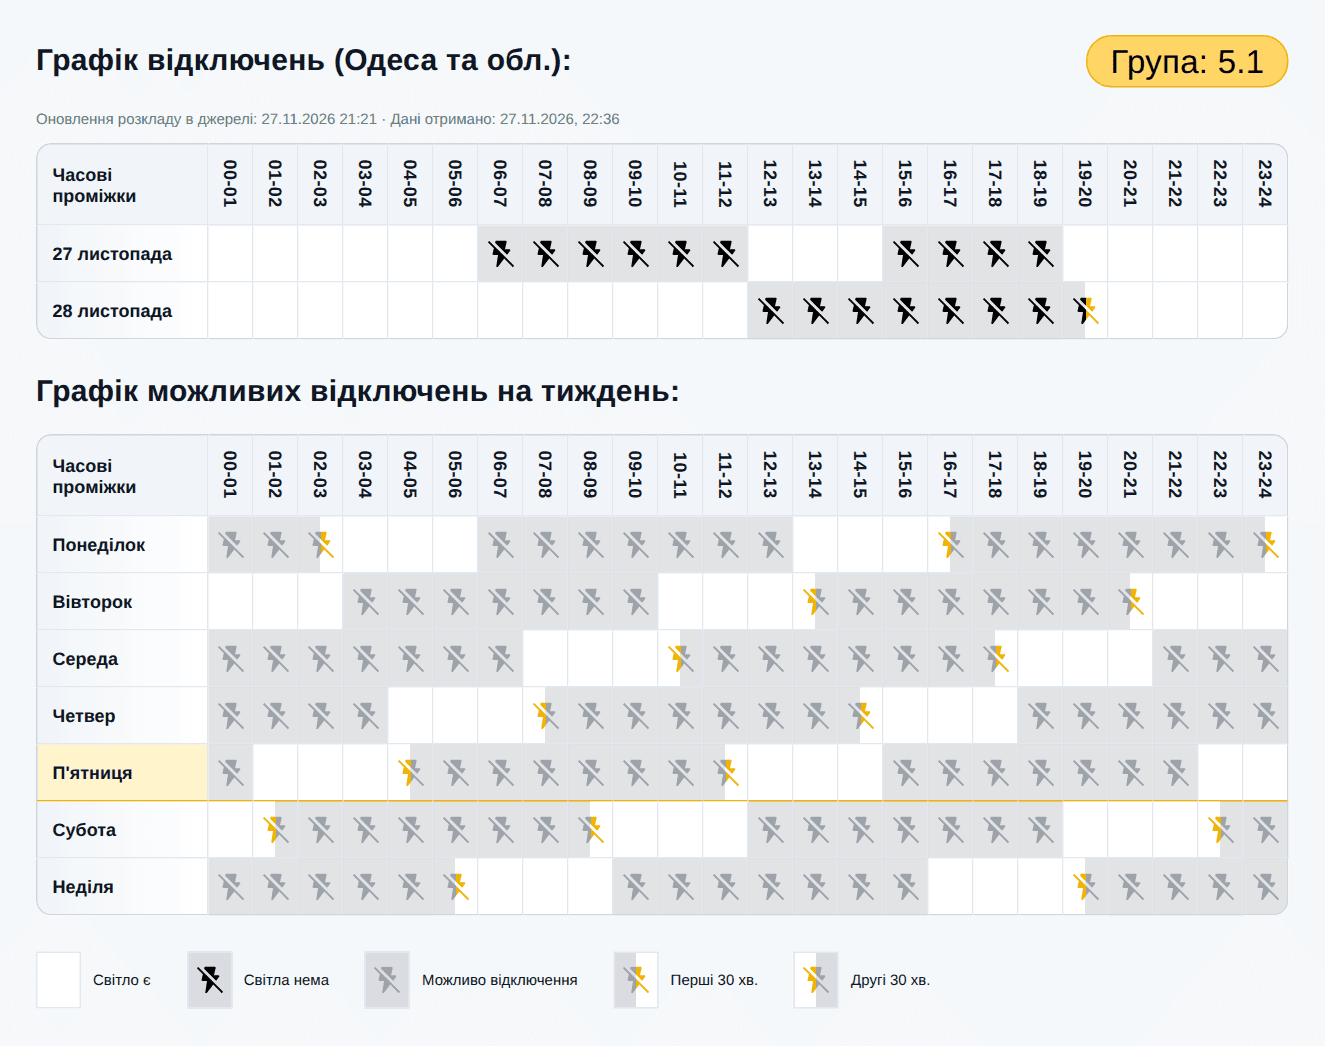 Графік відключень (Одеса та обл.):
Група: 5.1
Оновлення розкладу в джерелі: 27.11.2026 21:21 · Дані отримано: 27.11.2026, 22:36
Часові проміжки 00-01 01-02 02-03 03-04 04-05 05-06 06-07 07-08 08-09 09-10 10-11 11-12 12-13 13-14 14-15 15-16 16-17 17-18 18-19 19-20 20-21 21-22 22-23 23-24
27 листопада
28 листопада
Графік можливих відключень на тиждень:
Часові проміжки 00-01 01-02 02-03 03-04 04-05 05-06 06-07 07-08 08-09 09-10 10-11 11-12 12-13 13-14 14-15 15-16 16-17 17-18 18-19 19-20 20-21 21-22 22-23 23-24
Понеділок
Вівторок
Середа
Четвер
П'ятниця
Субота
Неділя
Світло є
Світла нема
Можливо відключення
Перші 30 хв.
Другі 30 хв.